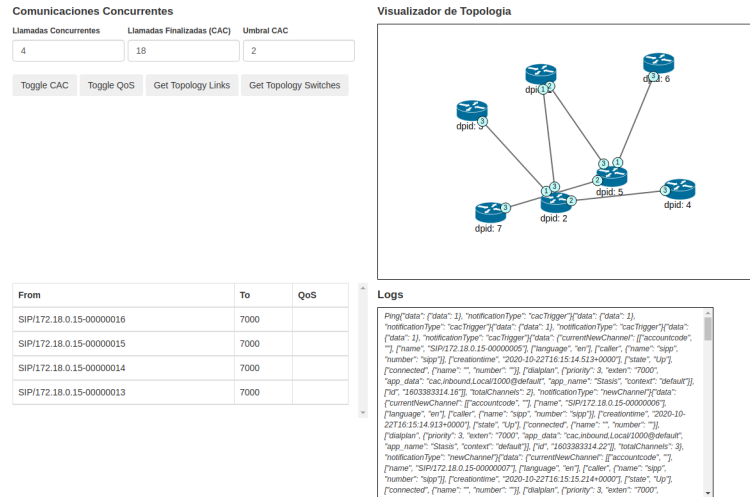 Comunicaciones Concurrentes
Llamadas Concurrentes
Llamadas Finalizadas (CAC)
Umbral CAC
4
18
2
Toggle CAC
Toggle QoS
Get Topology Links
Get Topology Switches
From To QoS
SIP/172.18.0.15-00000016 7000
SIP/172.18.0.15-00000015 7000
SIP/172.18.0.15-00000014 7000
SIP/172.18.0.15-00000013 7000
Visualizador de Topologia
3
dpid: 6
1
2
3
dpid:
3
1
2
dpid: 5
1
3
2
dpid: 2
3
dpid: 4
3
dpid: 7
Logs
Ping{"data": {"data": 1}, "notificationType": "cacTrigger"}{"data": {"data": 1},
"notificationType": "cacTrigger"}{"data": {"data": 1}, "notificationType": "cacTrigger"}{"data":
{"data": 1}, "notificationType": "cacTrigger"}{"data": {"currentNewChannel": [["accountcode",
""], ["name", "SIP/172.18.0.15-00000005"], ["language", "en"], ["caller", {"name": "sipp",
"number": "sipp"}], ["creationtime", "2020-10-22T16:15:14.513+0000"], ["state", "Up"],
["connected", {"name": "", "number": ""}], ["dialplan", {"priority": 3, "exten": "7000",
"app_data": "cac,inbound,Local/1000@default", "app_name": "Stasis", "context": "default"}],
["id", "1603383314.16"]], "totalChannels": 2}, "notificationType": "newChannel"}{"data":
{"currentNewChannel": [["accountcode", ""], ["name", "SIP/172.18.0.15-00000006"],
["language", "en"], ["caller", {"name": "sipp", "number": "sipp"}], ["creationtime", "2020-10-
22T16:15:14.913+0000"], ["state", "Up"], ["connected", {"name": "", "number": ""}],
["dialplan", {"priority": 3, "exten": "7000", "app_data": "cac,inbound,Local/1000@default",
"app_name": "Stasis", "context": "default"}], ["id", "1603383314.22"]], "totalChannels": 3},
"notificationType": "newChannel"}{"data": {"currentNewChannel": [["accountcode", ""],
["name", "SIP/172.18.0.15-00000007"], ["language", "en"], ["caller", {"name": "sipp",
"number": "sipp"}], ["creationtime", "2020-10-22T16:15:15.214+0000"], ["state", "Up"],
["connected", {"name": "", "number": ""}], ["dialplan", {"priority": 3, "exten": "7000",